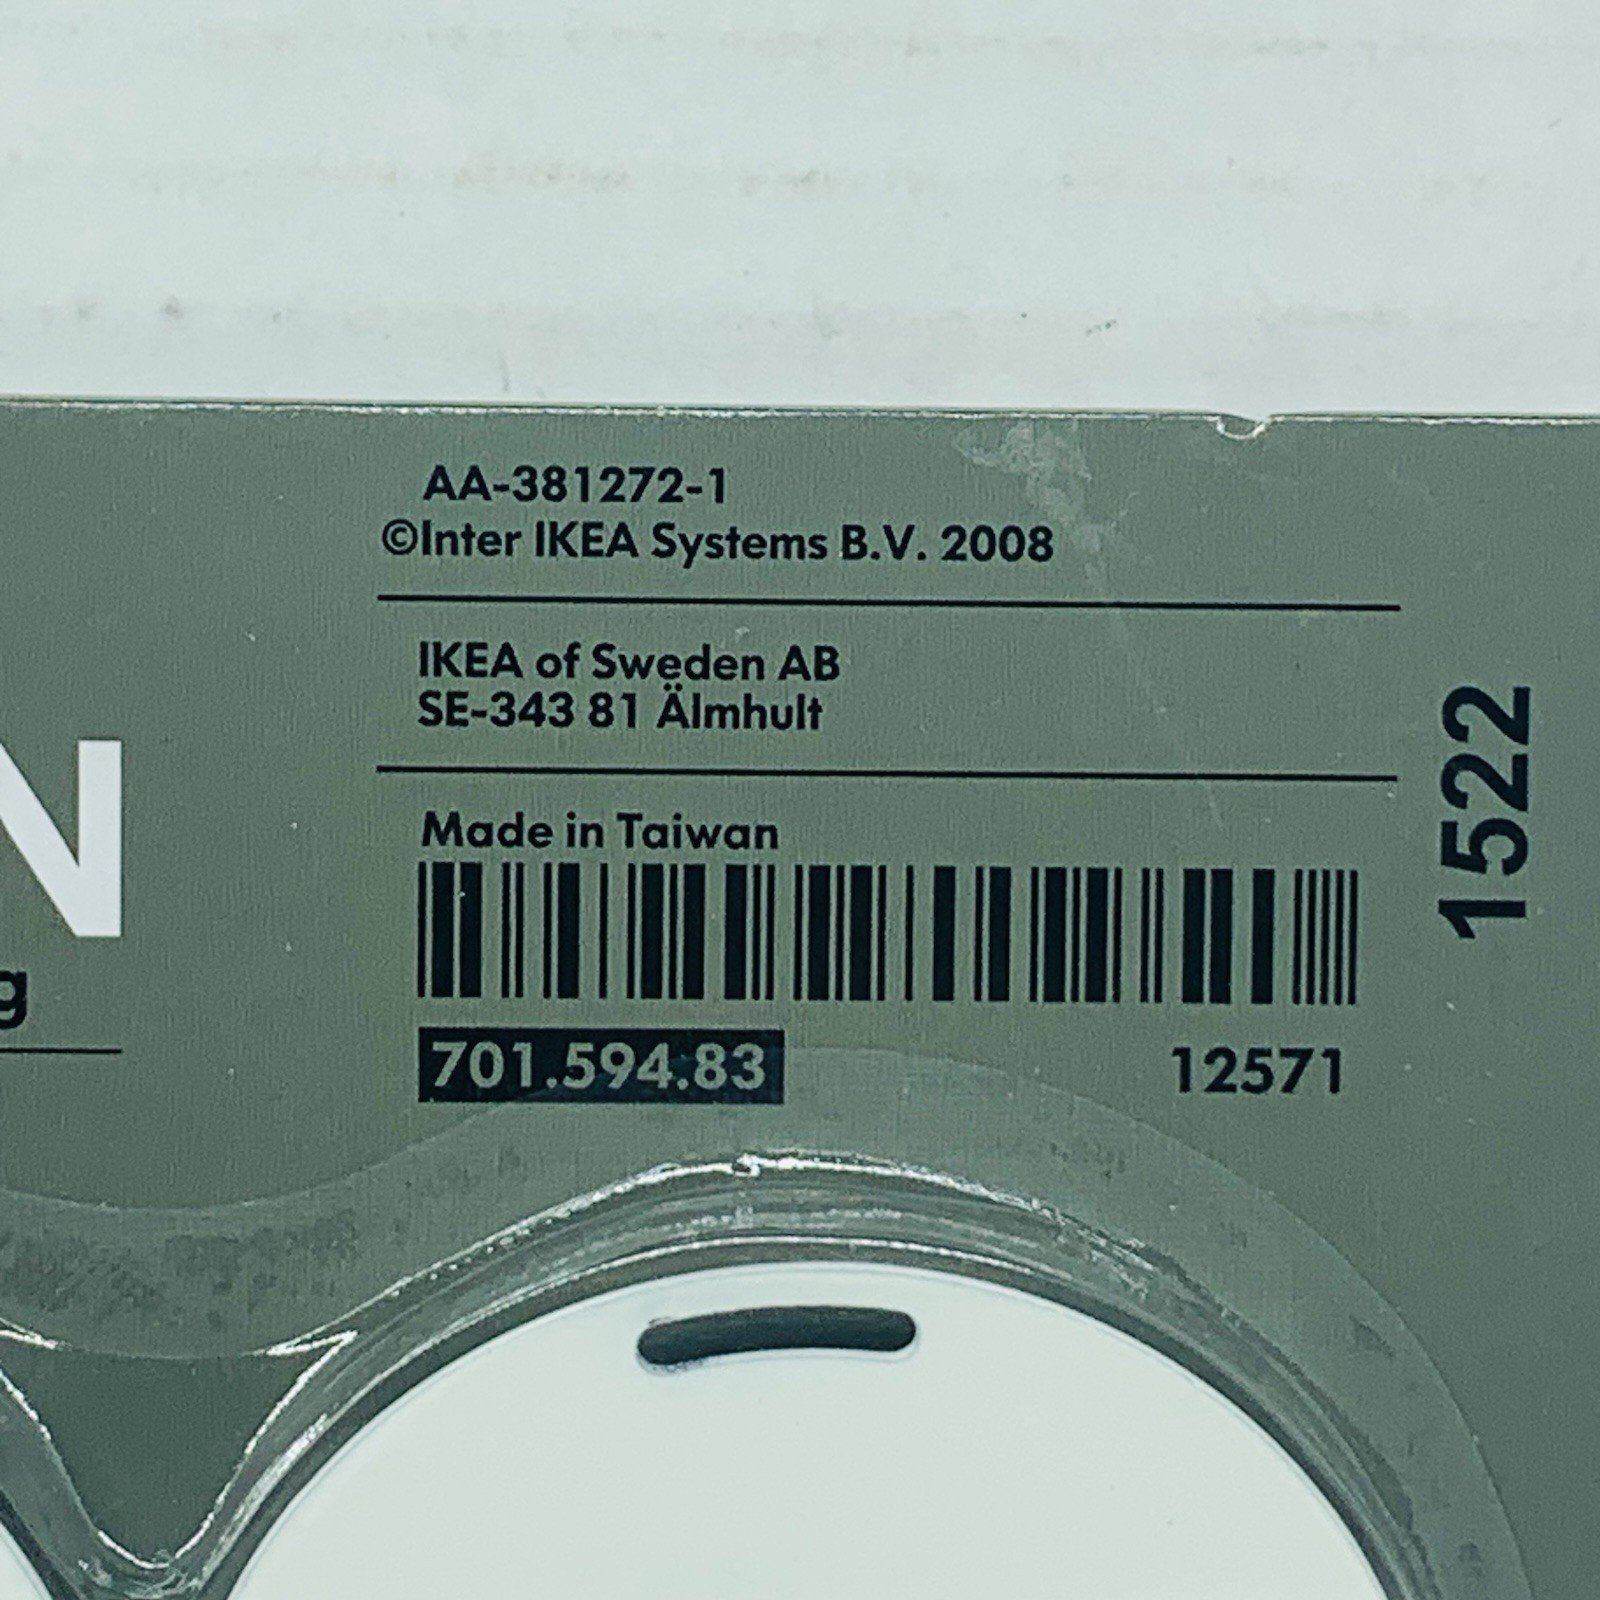 AA-381272-1
©Inter IKEA Systems B.V. 2008
IKEA of Sweden AB
SE-343 81 Älmhult
N
g
Made in Taiwan
701.594.83 12571
1522